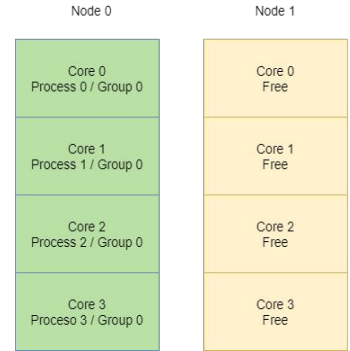 Node 0
Node 1
Core 0
Process 0 / Group 0
Core 0
Free
Core 1
Process 1 / Group 0
Core 1
Free
Core 2
Process 2 / Group 0
Core 2
Free
Core 3
Proceso 3 / Group 0
Core 3
Free